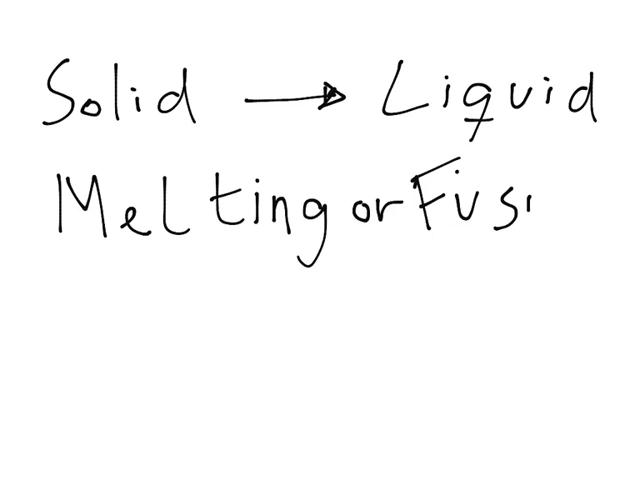 Solid → Liquid
Melting or Fusi